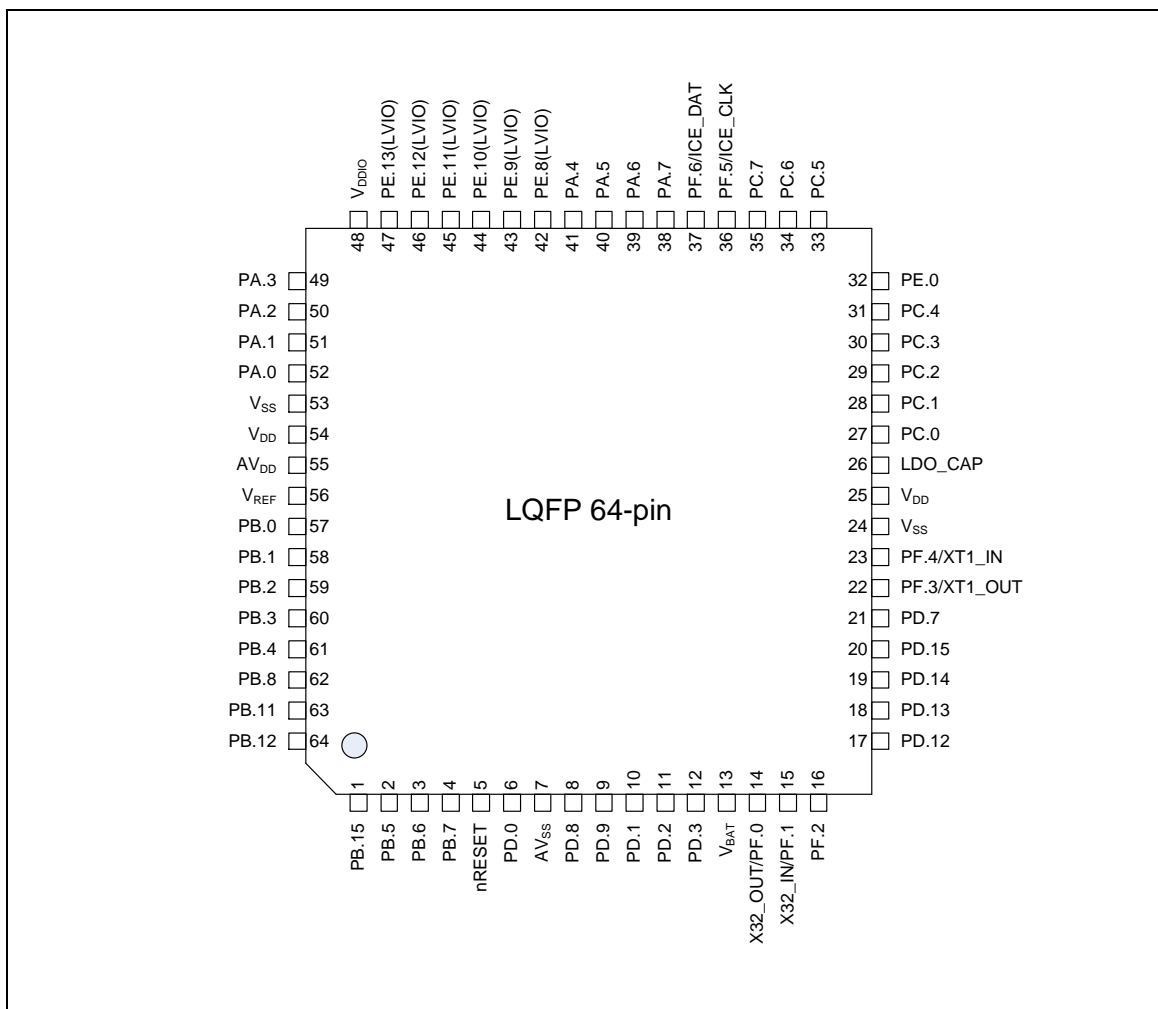 V_DDIO
PE.13(LVIO)
PE.12(LVIO)
PE.11(LVIO)
PE.10(LVIO)
PE.9(LVIO)
PE.8(LVIO)
PA.4
PA.5
PA.6
PA.7
PF.6/ICE_DAT
PF.5/ICE_CLK
PC.7
PC.6
PC.5
48 47 46 45 44 43 42 41 40 39 38 37 36 35 34 33
PA.3 49
PA.2 50
PA.1 51
PA.0 52
VSS 53
VDD 54
AVDD 55
VREF 56
PB.0 57
PB.1 58
PB.2 59
PB.3 60
PB.4 61
PB.8 62
PB.11 63
PB.12 64
LQFP 64-pin
32 PE.0
31 PC.4
30 PC.3
29 PC.2
28 PC.1
27 PC.0
26 LDO_CAP
25 VDD
24 VSS
23 PF.4/XT1_IN
22 PF.3/XT1_OUT
21 PD.7
20 PD.15
19 PD.14
18 PD.13
17 PD.12
1 2 3 4 5 6 7 8 9 10 11 12 13 14 15 16
PB.15
PB.5
PB.6
PB.7
nRESET
PD.0
AVSS
PD.8
PD.9
PD.1
PD.2
PD.3
VBAT
X32_OUT/PF.0
X32_IN/PF.1
PF.2